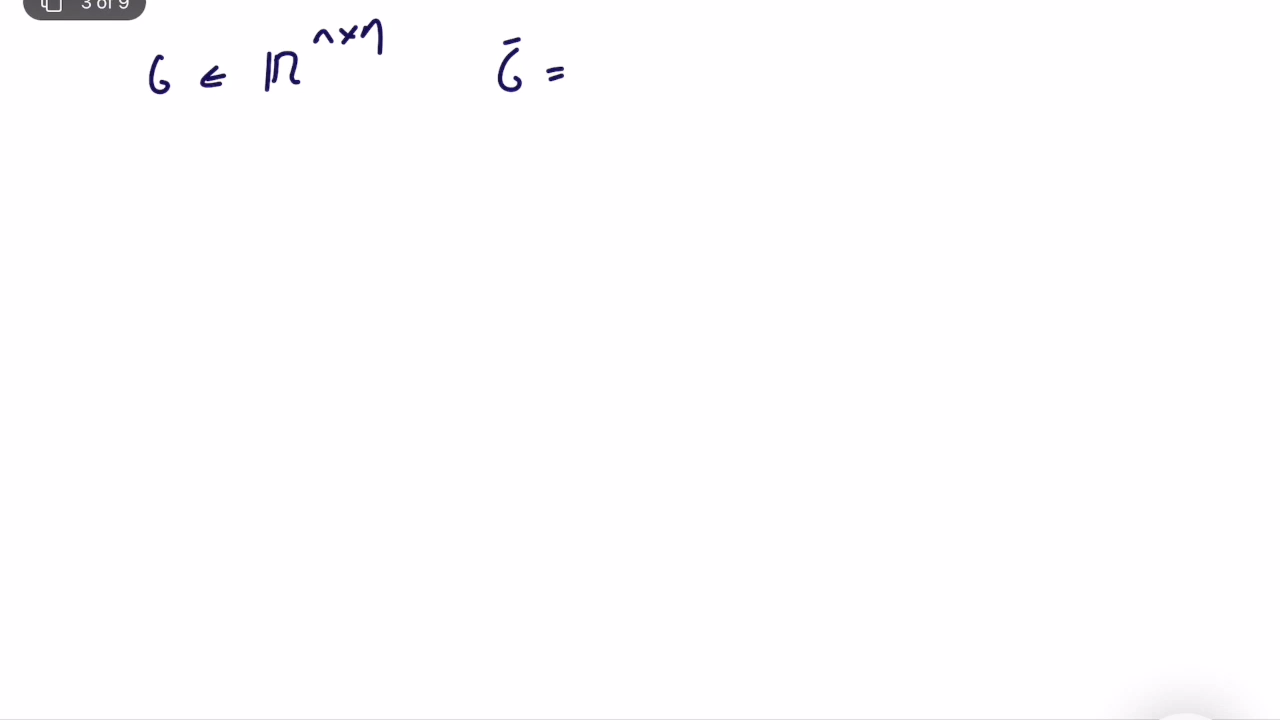 3 of 9
G ∈ ℝ^{n×n} Ḡ =